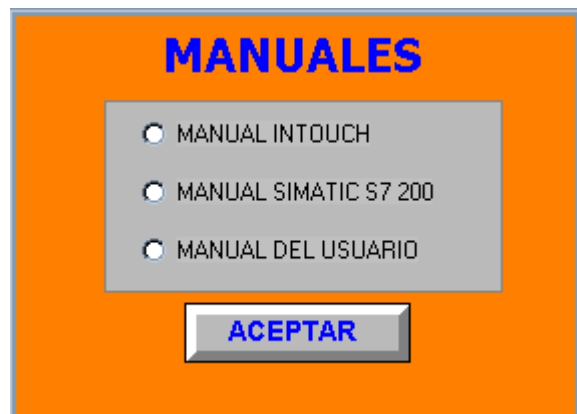 MANUALES
MANUAL INTOUCH
MANUAL SIMATIC S7 200
MANUAL DEL USUARIO
ACEPTAR